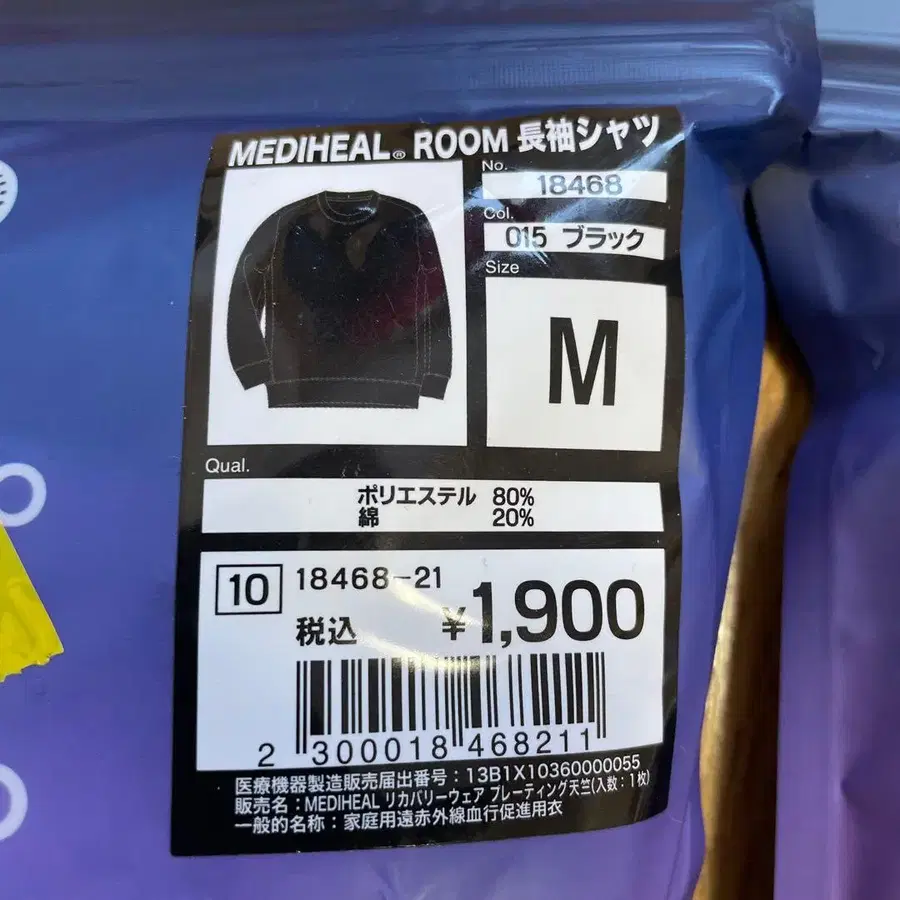 MEDIHEAL® ROOM 長袖シャツ
No.
18468
Col.
015 ブラック
Size
M
Qual.
ポリエステル 80%
綿 20%
10 18468-21
税込 ¥1,900
2 300018 468211
医療機器製造販売届出番号：13B1X10360000055
販売名：MEDIHEAL リカバリーウェア プレーティング天竺(入数：1枚)
一般的名称：家庭用遠赤外線血行促進用衣